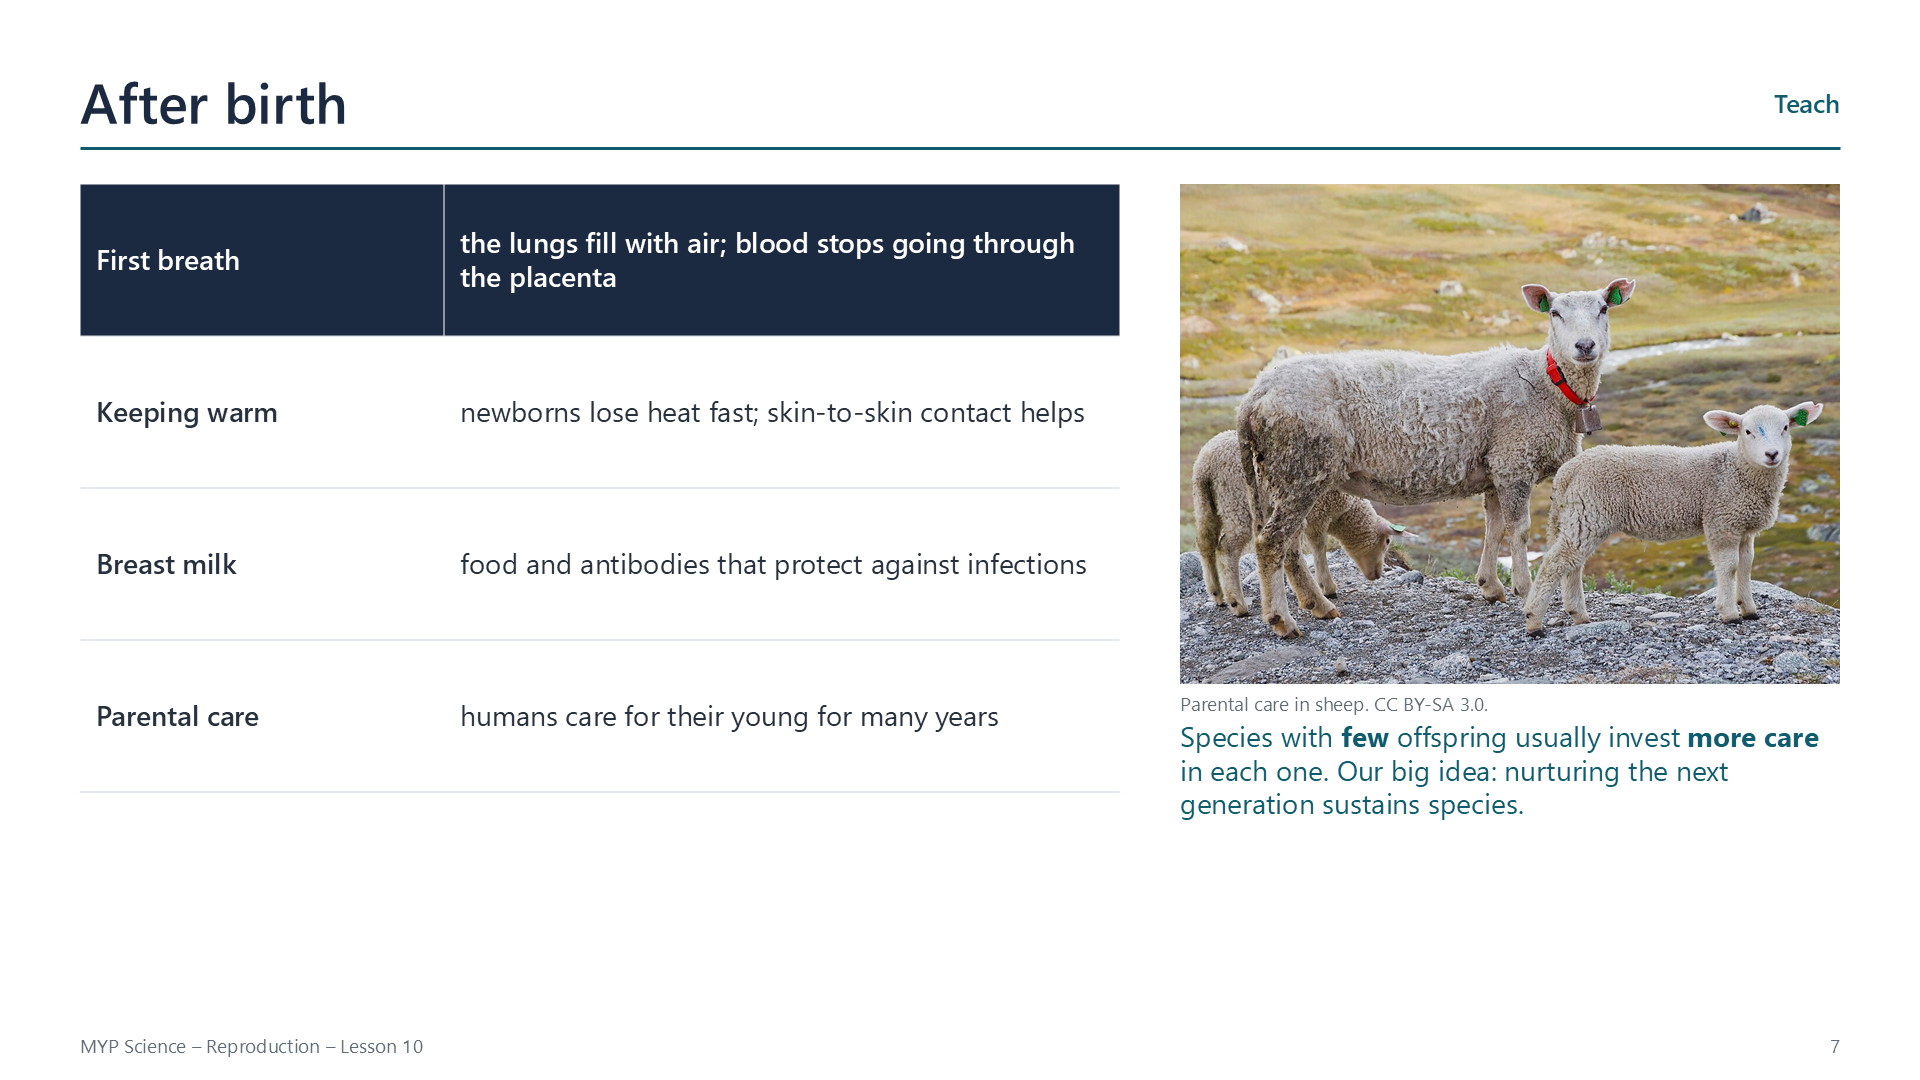 After birth
Teach
First breath
the lungs fill with air; blood stops going through
the placenta
Keeping warm
newborns lose heat fast; skin-to-skin contact helps
Breast milk
food and antibodies that protect against infections
Parental care
humans care for their young for many years
Parental care in sheep. CC BY-SA 3.0.
Species with few offspring usually invest more care
in each one. Our big idea: nurturing the next
generation sustains species.
MYP Science – Reproduction – Lesson 10
7